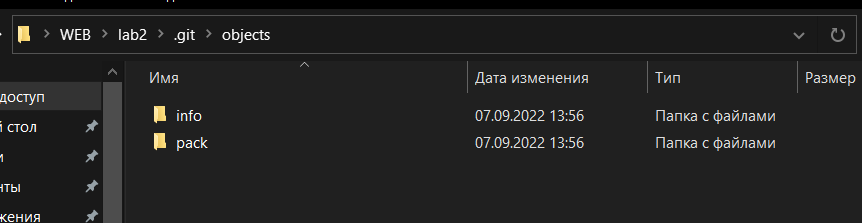 WEB > lab2 > .git > objects
Имя Дата изменения Тип Размер
доступ
info 07.09.2022 13:56 Папка с файлами
й стол
pack 07.09.2022 13:56 Папка с файлами
и
нты
жения